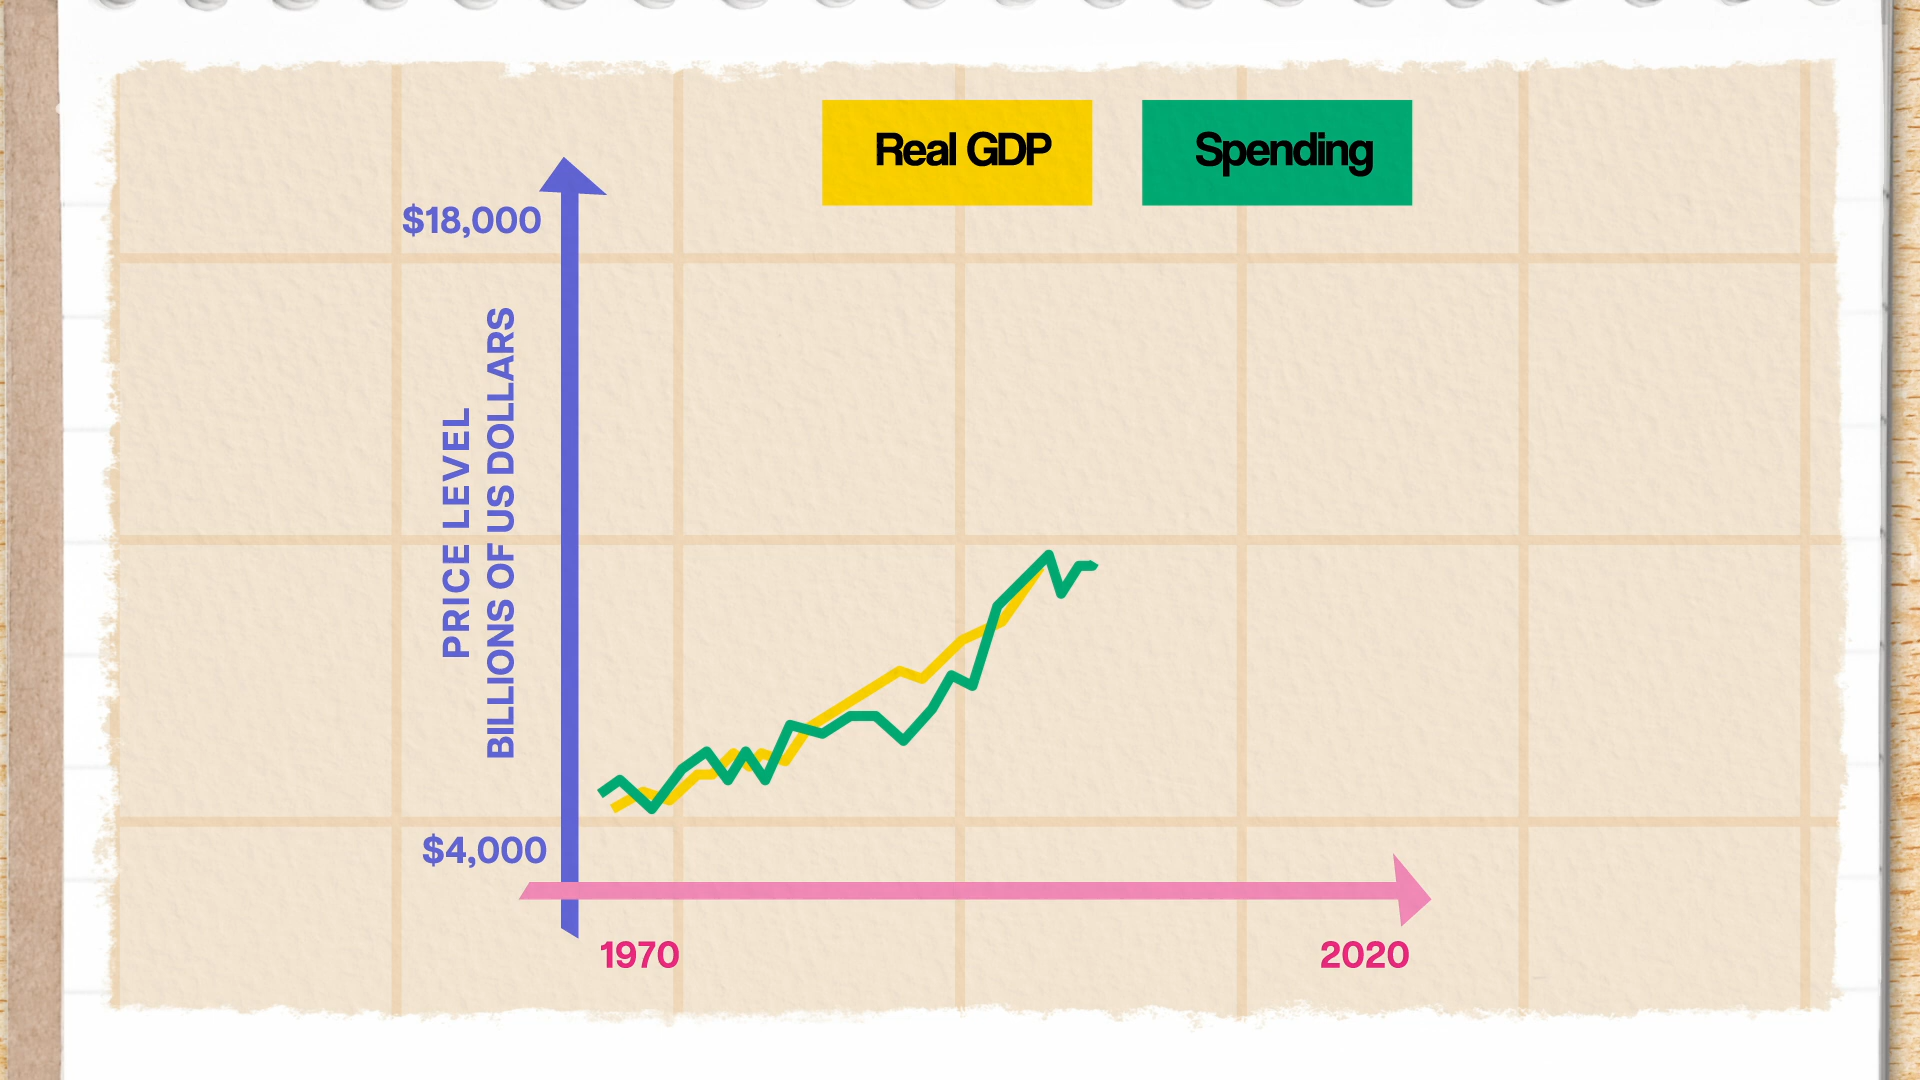 Real GDP
Spending
$18,000
PRICE LEVEL
BILLIONS OF US DOLLARS
$4,000
1970
2020